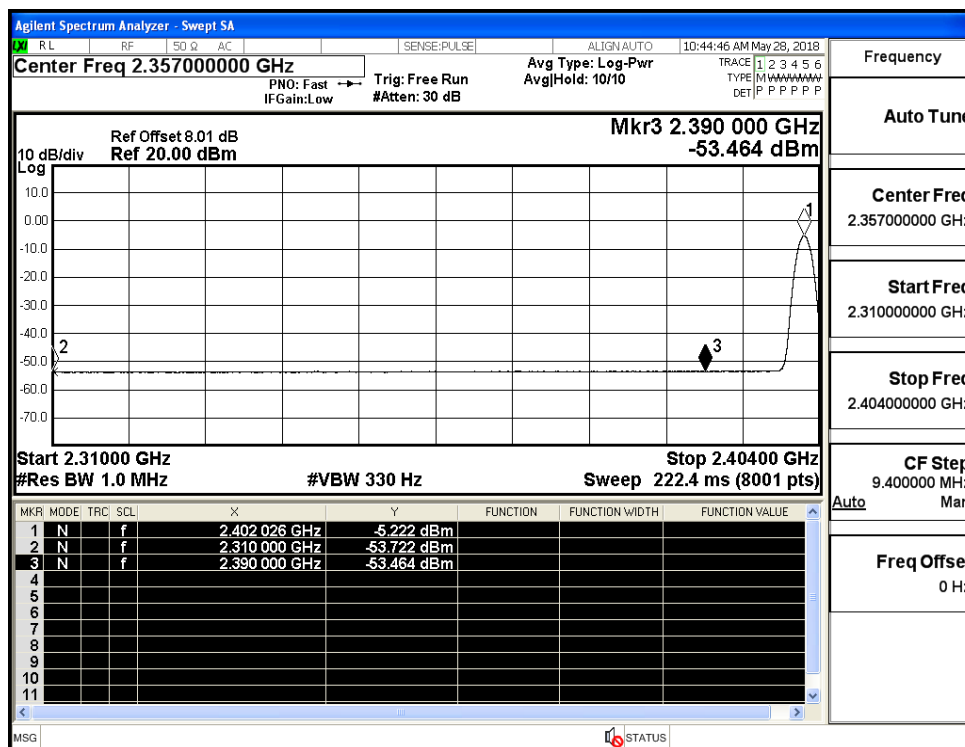 Agilent Spectrum Analyzer - Swept SA
LXI RL RF 50 Ω AC SENSE:PULSE ALIGN AUTO 10:44:46 AM May 28, 2018
Center Freq 2.357000000 GHz
PNO: Fast
IFGain:Low
Trig: Free Run
#Atten: 30 dB
Avg Type: Log-Pwr
Avg|Hold: 10/10
TRACE 1 2 3 4 5 6
TYPE M WWWWW
DET P P P P P P
Ref Offset 8.01 dB
10 dB/div Ref 20.00 dBm
Log
Mkr3 2.390 000 GHz
-53.464 dBm
10.0
0.00
-10.0
-20.0
-30.0
-40.0
-50.0
-60.0
-70.0
1
2
3
Start 2.31000 GHz Stop 2.40400 GHz
#Res BW 1.0 MHz #VBW 330 Hz Sweep 222.4 ms (8001 pts)
MKR MODE TRC SCL X Y FUNCTION FUNCTION WIDTH FUNCTION VALUE
1 N f 2.402 026 GHz -5.222 dBm
2 N f 2.310 000 GHz -53.722 dBm
3 N f 2.390 000 GHz -53.464 dBm
4
5
6
7
8
9
10
11
MSG STATUS
Frequency
Auto Tune
Center Freq
2.357000000 GHz
Start Freq
2.310000000 GHz
Stop Freq
2.404000000 GHz
CF Step
9.400000 MHz
Auto Man
Freq Offset
0 Hz